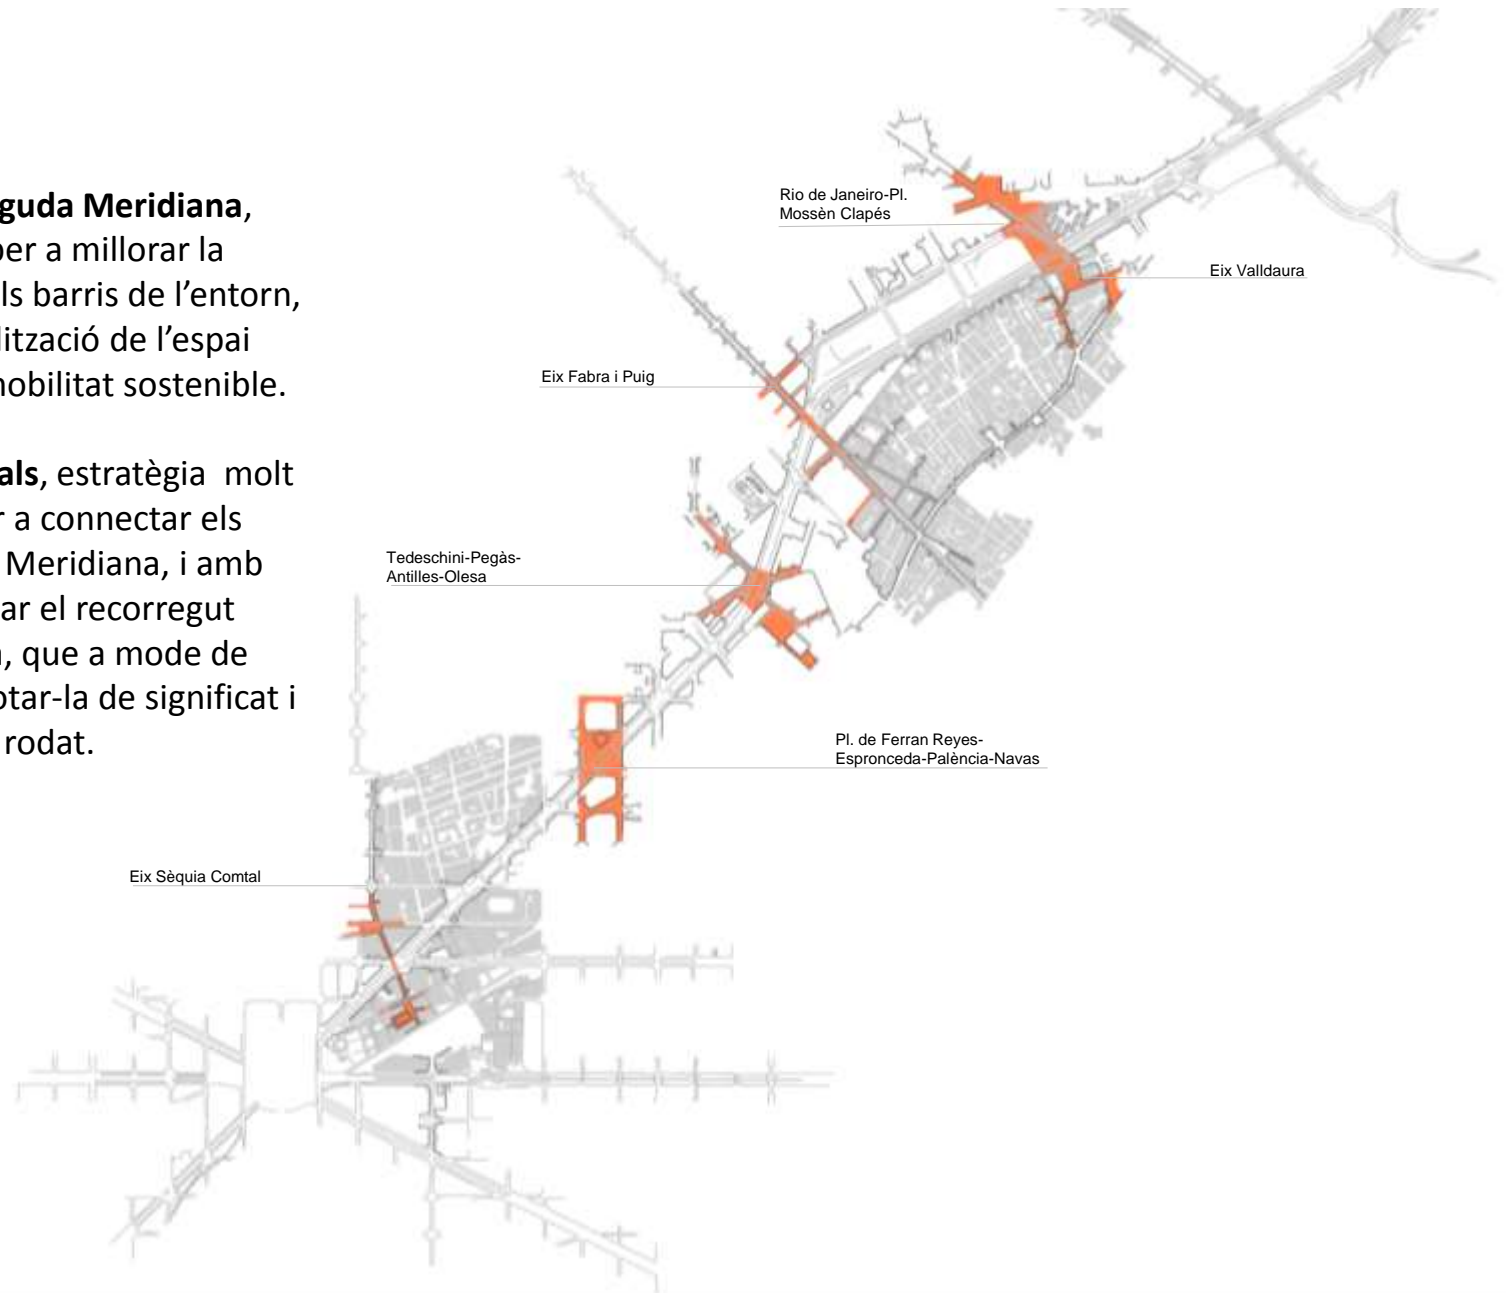 guda Meridiana,
per a millorar la
ls barris de l’entorn,
lització de l’espai
mobilitat sostenible.
als, estratègia molt
r a connectar els
Meridiana, i amb
ar el recorregut
, que a mode de
otar-la de significat i
rodat.
Rio de Janeiro-Pl.
Mossèn Clapés
Eix Valldaura
Eix Fabra i Puig
Tedeschini-Pegàs-
Antilles-Olesa
Pl. de Ferran Reyes-
Espronceda-Palència-Navas
Eix Sèquia Comtal